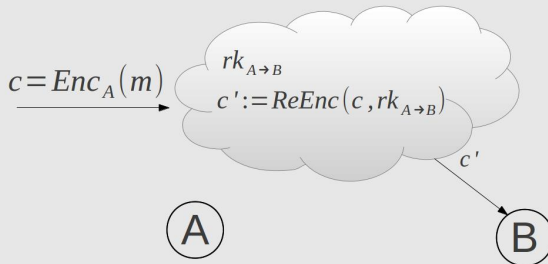 rk_{A→B}
c=Enc_A(m)
c':=ReEnc(c,rk_{A→B})
c'
A
B